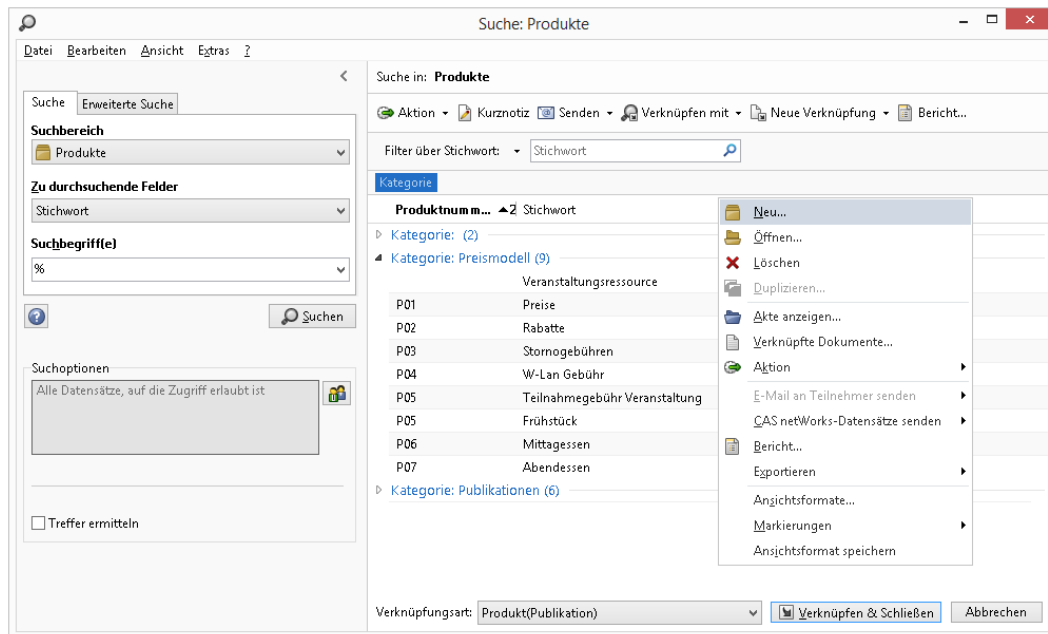 Suche: Produkte
Datei Bearbeiten Ansicht Extras ?
Suche Erweiterte Suche
Suchbereich
Produkte
Zu durchsuchende Felder
Stichwort
Suchbegriff(e)
%
Suchen
Suchoptionen
Alle Datensätze, auf die Zugriff erlaubt ist
Treffer ermitteln
Suche in: Produkte
Aktion Kurznotiz Senden Verknüpfen mit Neue Verknüpfung Bericht...
Filter über Stichwort: Stichwort
Kategorie
Produktnumm... 2 Stichwort
Kategorie: (2)
Kategorie: Preismodell (9)
Veranstaltungsressource
P01 Preise
P02 Rabatte
P03 Stornogebühren
P04 W-Lan Gebühr
P05 Teilnahmegebühr Veranstaltung
P05 Frühstück
P06 Mittagessen
P07 Abendessen
Kategorie: Publikationen (6)
Neu...
Öffnen...
Löschen
Duplizieren...
Akte anzeigen...
Verknüpfte Dokumente...
Aktion
E-Mail an Teilnehmer senden
CAS netWorks-Datensätze senden
Bericht...
Exportieren
Ansichtsformate...
Markierungen
Ansichtsformat speichern
Verknüpfungsart: Produkt(Publikation) Verknüpfen & Schließen Abbrechen